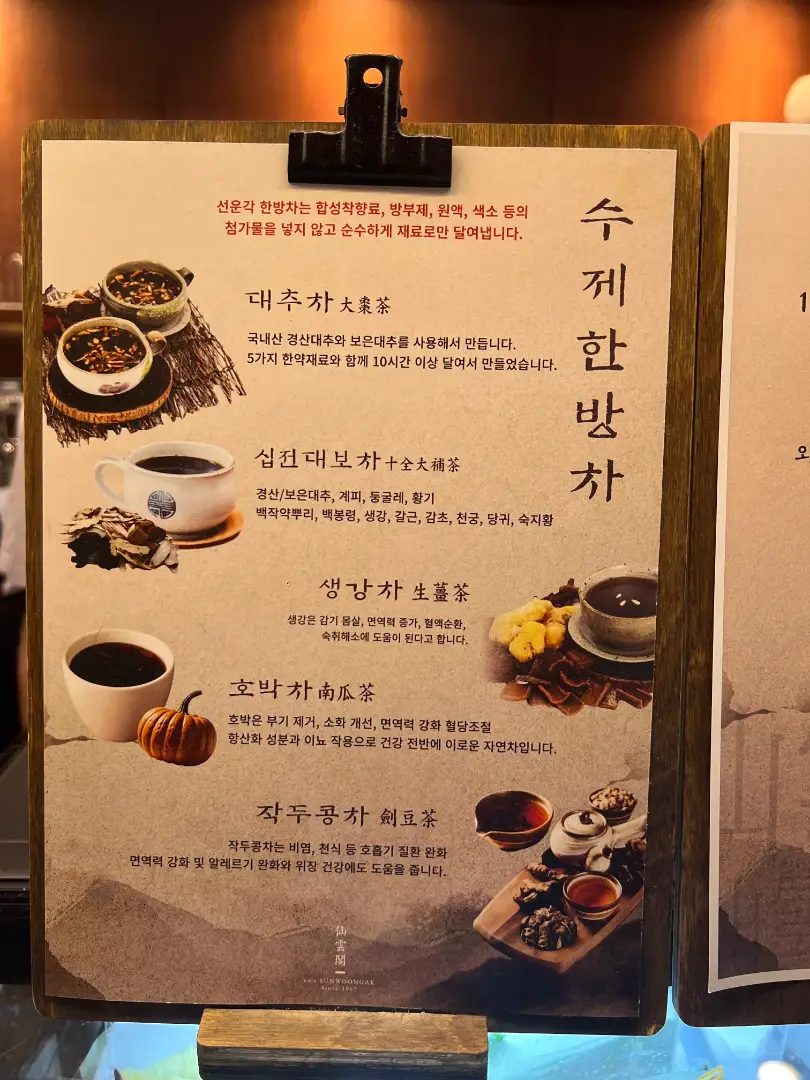 수제한방차
선운각 한방차는 합성착향료, 방부제, 원액, 색소 등의
첨가물을 넣지 않고 순수하게 재료로만 달여냅니다.
대추차 大棗茶
국내산 경산대추와 보은대추를 사용해서 만듭니다.
5가지 한약재료와 함께 10시간 이상 달여서 만들었습니다.
십전대보차 十全大補茶
경산/보은대추, 계피, 둥굴레, 황기
백작약뿌리, 백봉령, 생강, 갈근, 감초, 천궁, 당귀, 숙지황
생강차 生薑茶
생강은 감기 몸살, 면역력 증가, 혈액순환,
숙취해소에 도움이 된다고 합니다.
호박차 南瓜茶
호박은 부기 제거, 소화 개선, 면역력 강화 혈당조절
항산화 성분과 이뇨 작용으로 건강 전반에 이로운 자연차입니다.
작두콩차 劍豆茶
작두콩차는 비염, 천식 등 호흡기 질환 완화
면역력 강화 및 알레르기 완화와 위장 건강에도 도움을 줍니다.
仙雲閣
cafe SUNWOONGAK
Since 1967
1
오